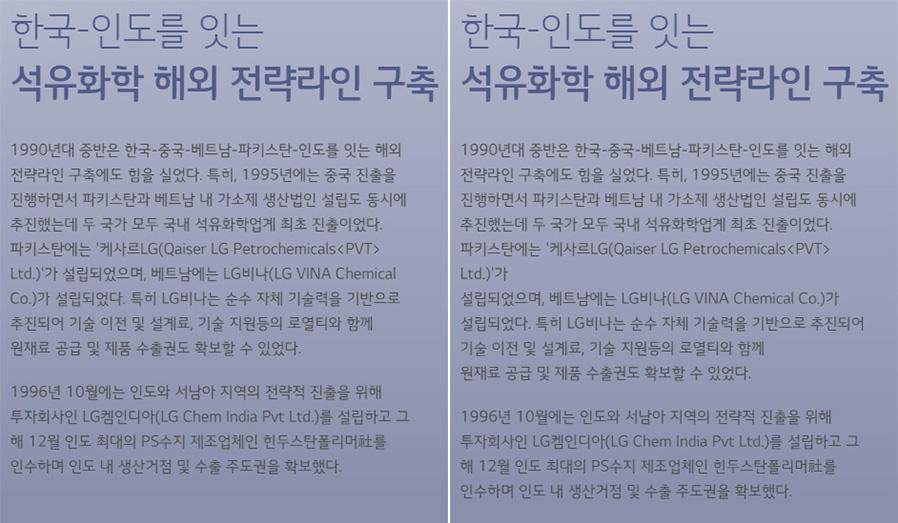 한국-인도를 잇는
석유화학 해외 전략라인 구축
1990년대 중반은 한국-중국-베트남-파키스탄-인도를 잇는 해외
전략라인 구축에도 힘을 실었다. 특히, 1995년에는 중국 진출을
진행하면서 파키스탄과 베트남 내 가소제 생산법인 설립도 동시에
추진했는데 두 국가 모두 국내 석유화학업계 최초 진출이었다.
파키스탄에는 '케사르LG(Qaiser LG Petrochemicals<PVT>
Ltd.)'가 설립되었으며, 베트남에는 LG비나(LG VINA Chemical
Co.)가 설립되었다. 특히 LG비나는 순수 자체 기술력을 기반으로
추진되어 기술 이전 및 설계료, 기술 지원등의 로열티와 함께
원재료 공급 및 제품 수출권도 확보할 수 있었다.
1996년 10월에는 인도와 서남아 지역의 전략적 진출을 위해
투자회사인 LG켐인디아(LG Chem India Pvt Ltd.)를 설립하고 그
해 12월 인도 최대의 PS수지 제조업체인 힌두스탄폴리머社를
인수하며 인도 내 생산거점 및 수출 주도권을 확보했다.
한국-인도를 잇는
석유화학 해외 전략라인 구축
1990년대 중반은 한국-중국-베트남-파키스탄-인도를 잇는 해외
전략라인 구축에도 힘을 실었다. 특히, 1995년에는 중국 진출을
진행하면서 파키스탄과 베트남 내 가소제 생산법인 설립도 동시에
추진했는데 두 국가 모두 국내 석유화학업계 최초 진출이었다.
파키스탄에는 '케사르LG(Qaiser LG Petrochemicals<PVT>
Ltd.)'가
설립되었으며, 베트남에는 LG비나(LG VINA Chemical Co.)가
설립되었다. 특히 LG비나는 순수 자체 기술력을 기반으로 추진되어
기술 이전 및 설계료, 기술 지원등의 로열티와 함께
원재료 공급 및 제품 수출권도 확보할 수 있었다.
1996년 10월에는 인도와 서남아 지역의 전략적 진출을 위해
투자회사인 LG켐인디아(LG Chem India Pvt Ltd.)를 설립하고 그
해 12월 인도 최대의 PS수지 제조업체인 힌두스탄폴리머社를
인수하며 인도 내 생산거점 및 수출 주도권을 확보했다.